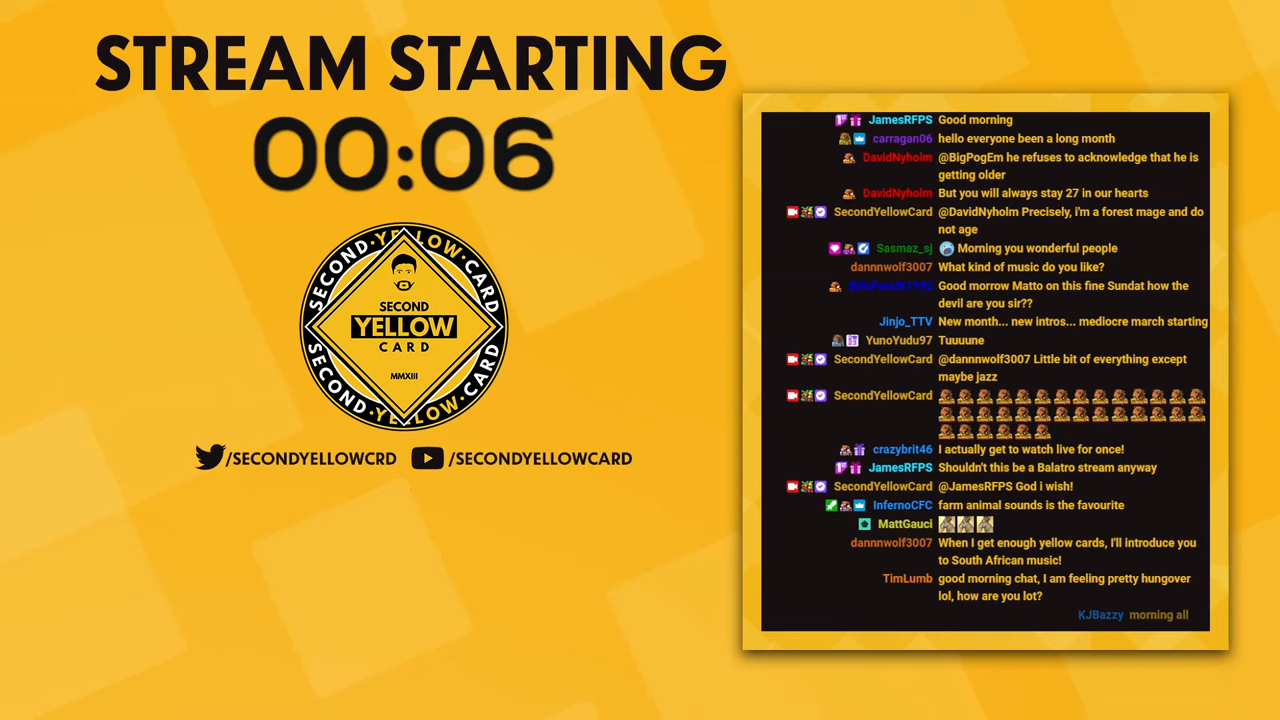 STREAM STARTING
00:06
SECOND·YELLOW·CARD
SECOND
YELLOW
CARD
MMXIII
SECOND·YELLOW·CARD
/SECONDYELLOWCRD /SECONDYELLOWCARD
JamesRFPS Good morning
carragan06 hello everyone been a long month
DavidNyholm @BigPogEm he refuses to acknowledge that he is
getting older
DavidNyholm But you will always stay 27 in our hearts
SecondYellowCard @DavidNyholm Precisely, i'm a forest mage and do
not age
Sasmaz_sj Morning you wonderful people
dannnwolf3007 What kind of music do you like?
Good morrow Matto on this fine Sundat how the
devil are you sir??
Jinjo_TTV New month... new intros... mediocre march starting
YunoYudu97 Tuuuune
SecondYellowCard @dannnwolf3007 Little bit of everything except
maybe jazz
SecondYellowCard
crazybrit46 I actually get to watch live for once!
JamesRFPS Shouldn't this be a Balatro stream anyway
SecondYellowCard @JamesRFPS God i wish!
InfernoCFC farm animal sounds is the favourite
MattGauci
dannnwolf3007 When I get enough yellow cards, I'll introduce you
to South African music!
TimLumb good morning chat, I am feeling pretty hungover
lol, how are you lot?
KJBazzy morning all